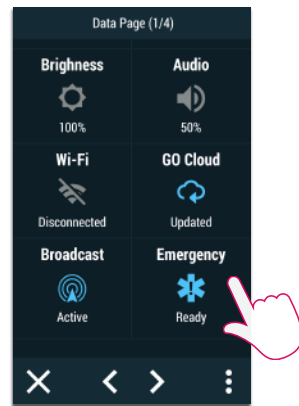 Data Page (1/4)
Brighness Audio
100% 50%
Wi-Fi GO Cloud
Disconnected Updated
Broadcast Emergency
Active Ready